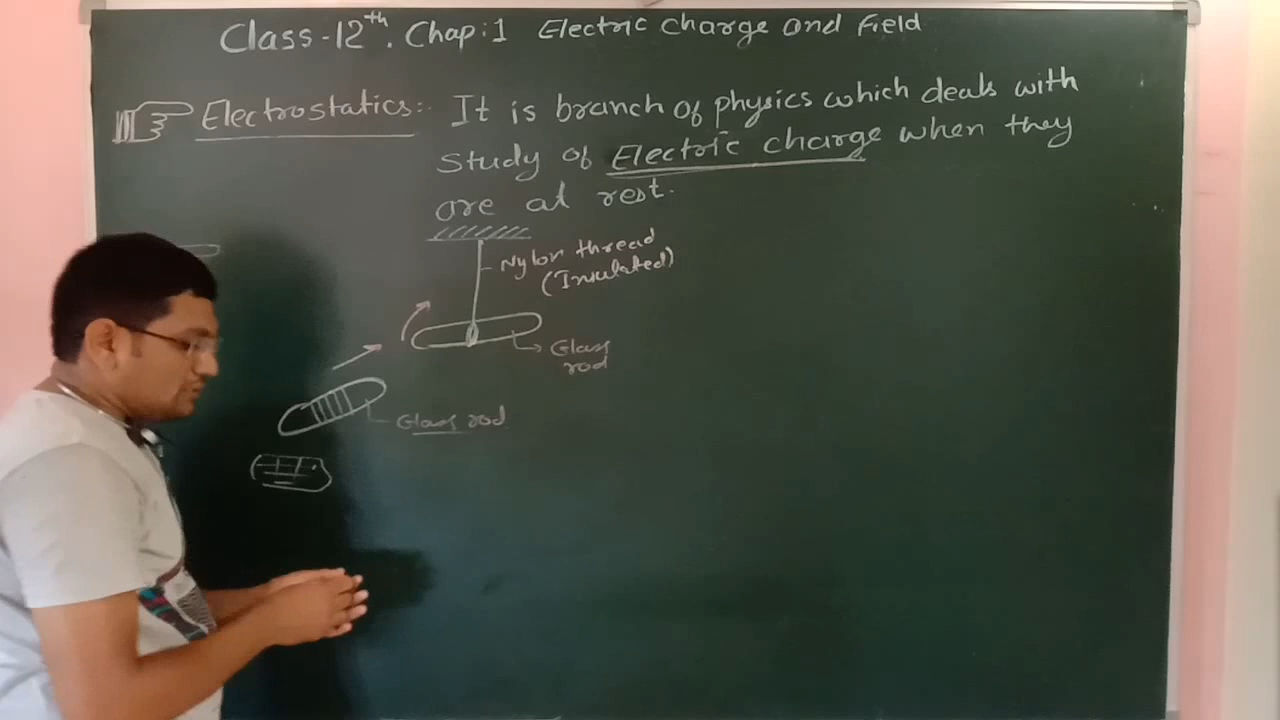 Class-12th. Chap:1 Electric Charge and Field
Electrostatics:- It is branch of physics which deals with
study of Electric charge when they
are at rest.
Nylon thread
(Insulated)
Glass
rod
Glass rod